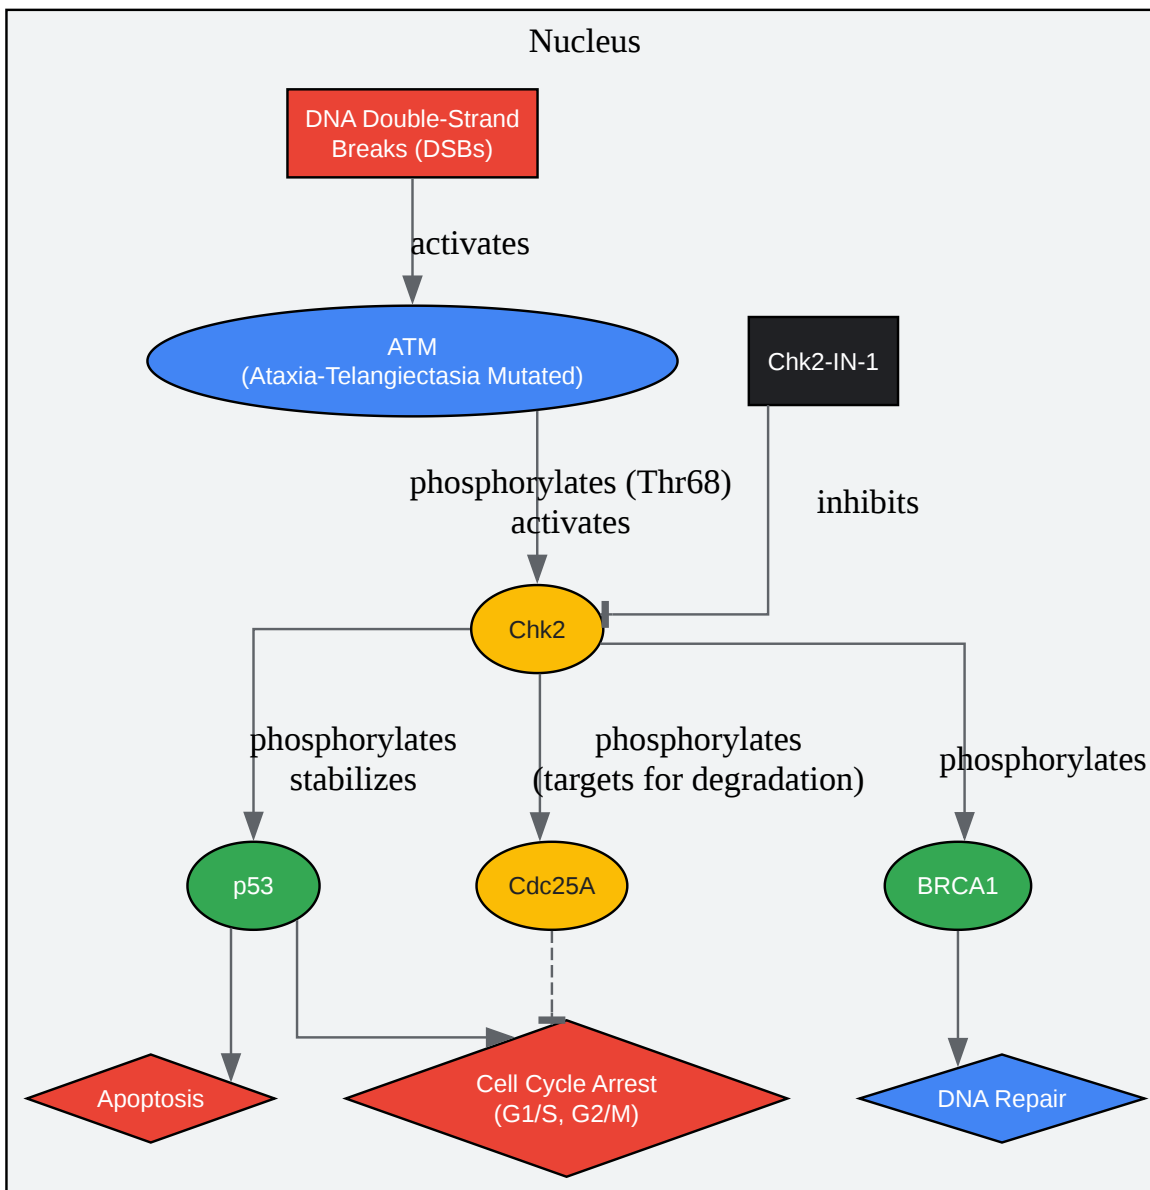 Nucleus
DNA Double-Strand
Breaks (DSBs)
activates
ATM
(Ataxia-Telangiectasia Mutated)
Chk2-IN-1
phosphorylates (Thr68)
activates
inhibits
Chk2
phosphorylates
stabilizes
phosphorylates
(targets for degradation)
phosphorylates
p53
Cdc25A
BRCA1
Apoptosis
Cell Cycle Arrest
(G1/S, G2/M)
DNA Repair